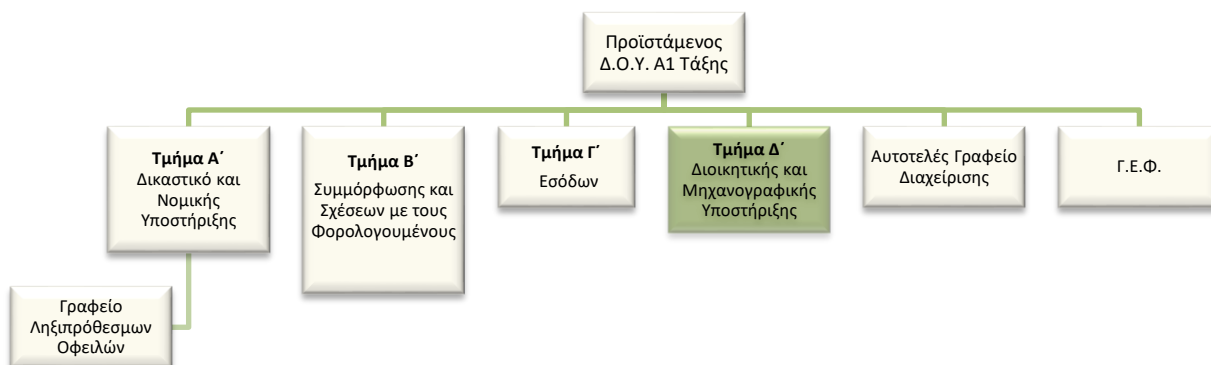 Προϊστάμενος
Δ.Ο.Υ. Α1 Τάξης
Τμήμα Α΄
Δικαστικό και
Νομικής
Υποστήριξης
Τμήμα Β΄
Συμμόρφωσης και
Σχέσεων με τους
Φορολογουμένους
Τμήμα Γ΄
Εσόδων
Τμήμα Δ΄
Διοικητικής και
Μηχανογραφικής
Υποστήριξης
Αυτοτελές Γραφείο
Διαχείρισης
Γ.Ε.Φ.
Γραφείο
Ληξιπρόθεσμων
Οφειλών